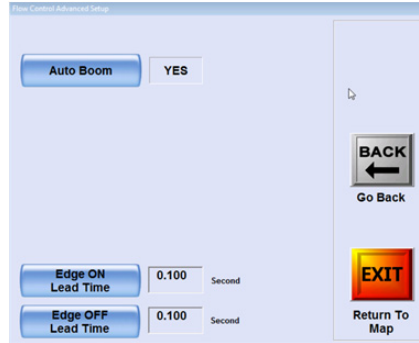 Flow Control Advanced Setup
Auto Boom
YES
BACK
Go Back
Edge ON
Lead Time
0.100
Second
EXIT
Edge OFF
Lead Time
0.100
Second
Return To
Map